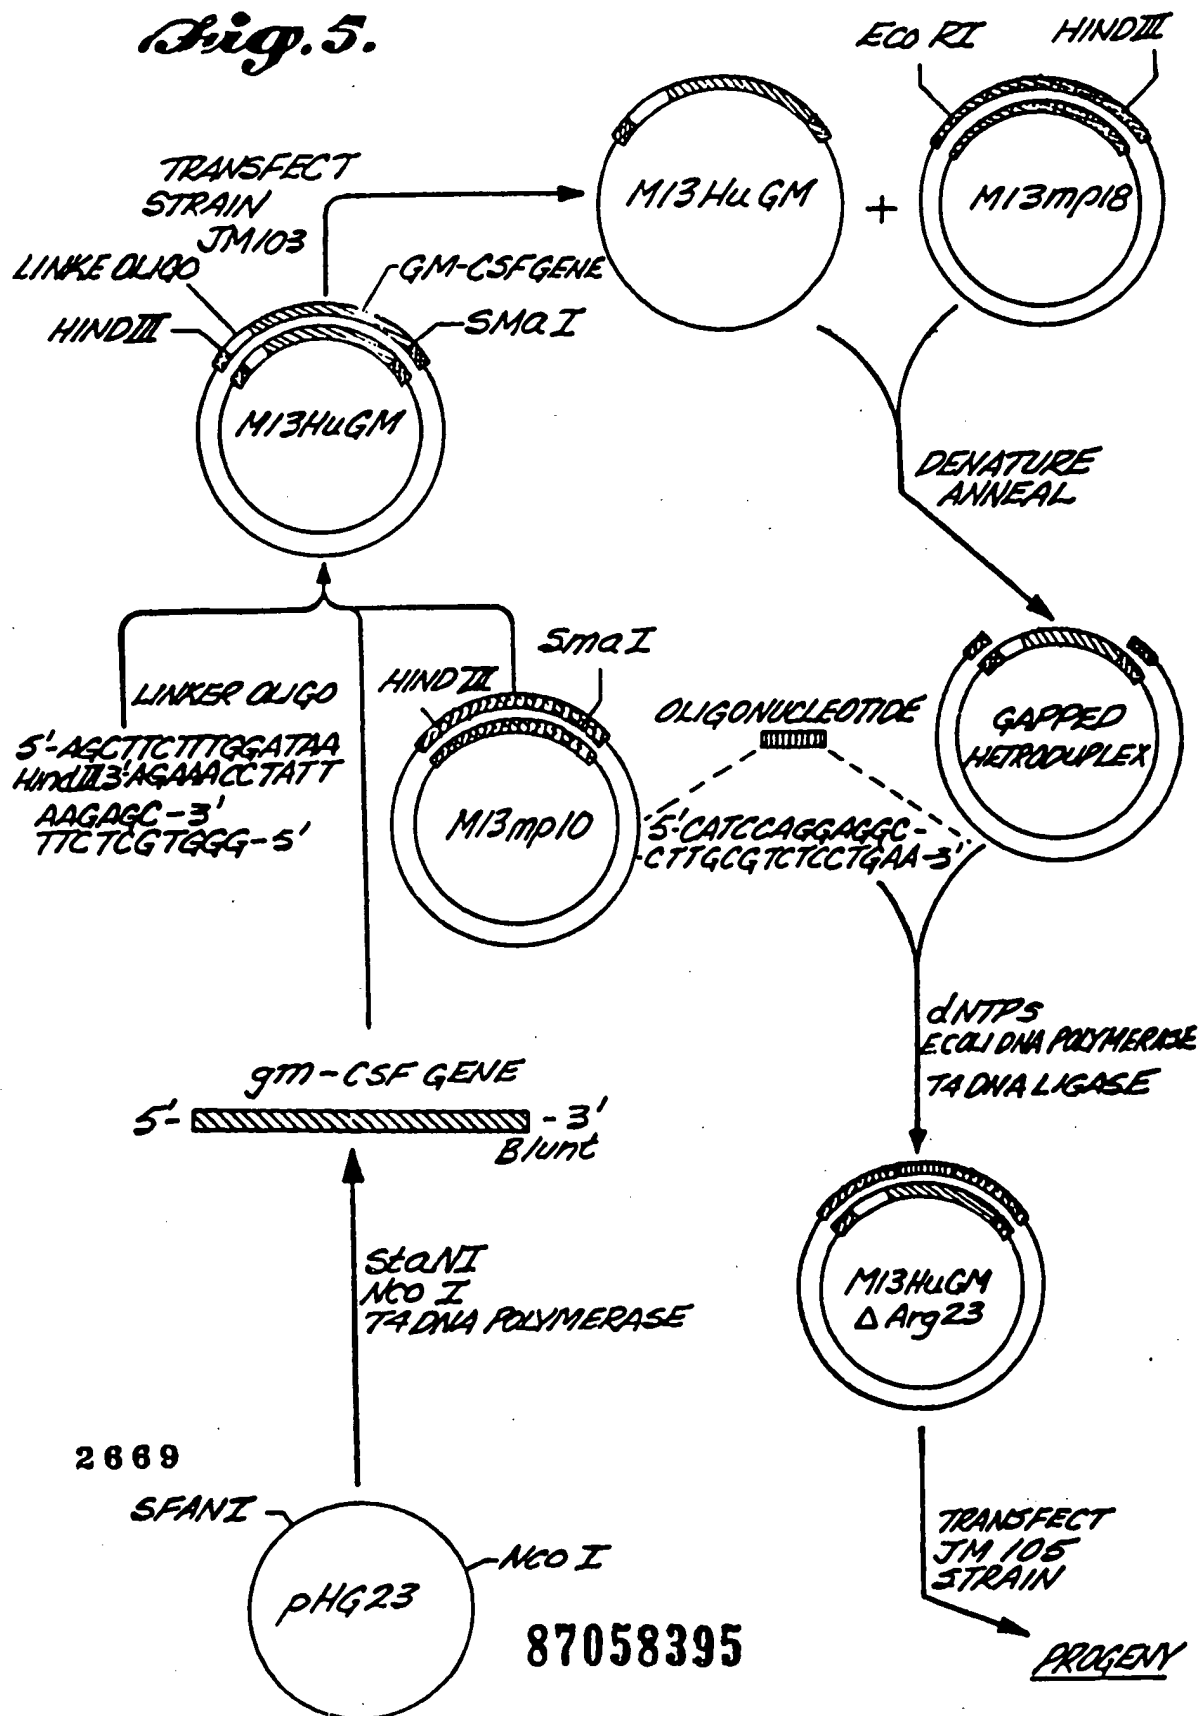 Fig. 5.
ECO RI
HIND III
M13HuGM
+
M13mp18
TRANSFECT
STRAIN
JM103
LINKE OLIGO
GM-CSF GENE
HIND III
SMa I
M13HuGM
DENATURE
ANNEAL
LINKER OLIGO
5'-AGCTTCTTTGGATAA
HindIII 3'AGAAACCTATT
AAGAGC-3'
TTCTCGTGGG-5'
HIND III
Sma I
M13mp10
OLIGONUCLEOTIDE
5'-CATCCAGGAGGC-
-CTTGCGTCTCCTGAA-3'
GAPPED
HETRODUPLEX
dNTPs
E COLI DNA POLYMERASE
T4 DNA LIGASE
gm-CSF GENE
5'- -3'
Blunt
StaNI
NCO I
T4 DNA POLYMERASE
M13HuGM
Δ Arg23
2669
SFANI
NCO I
pHG23
87058395
TRANSFECT
JM 105
STRAIN
PROGENY